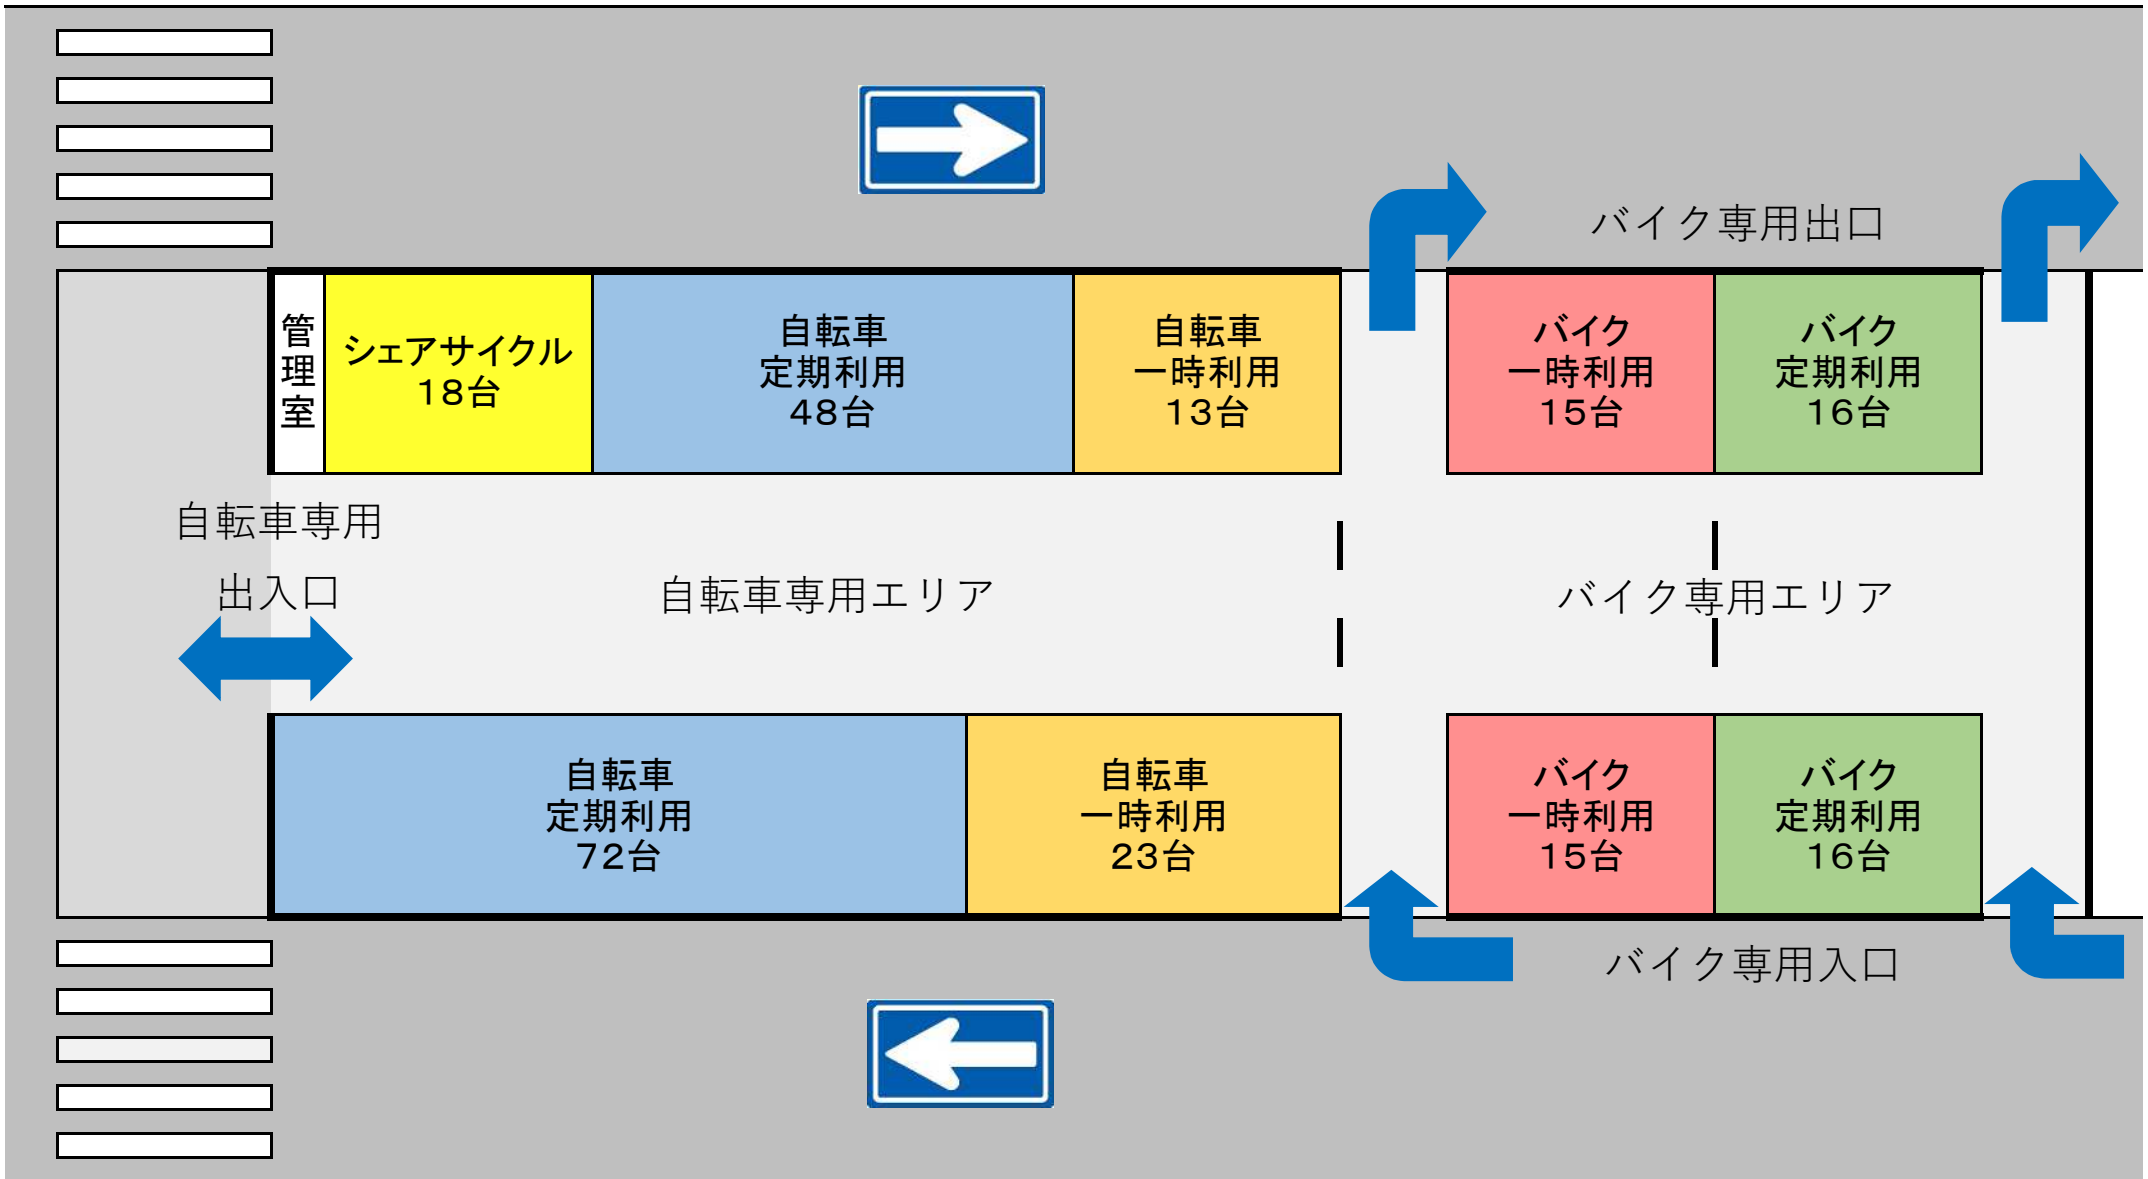 バイク専用出口
管理室
シェアサイクル
18台
自転車
定期利用
48台
自転車
一時利用
13台
バイク
一時利用
15台
バイク
定期利用
16台
自転車専用
出入口
自転車専用エリア
バイク専用エリア
自転車
定期利用
72台
自転車
一時利用
23台
バイク
一時利用
15台
バイク
定期利用
16台
バイク専用入口